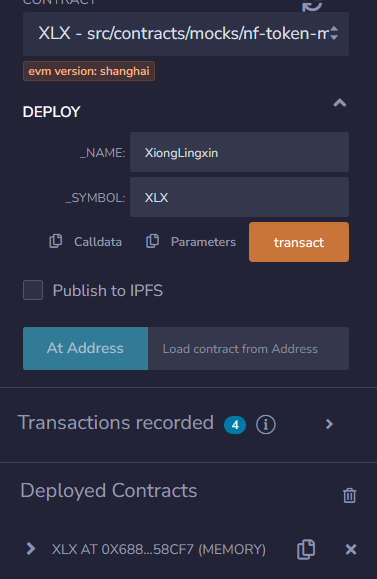 CONTRACT
XLX - src/contracts/mocks/nf-token-m
evm version: shanghai
DEPLOY
_NAME: XiongLingxin
_SYMBOL: XLX
Calldata Parameters transact
Publish to IPFS
At Address Load contract from Address
Transactions recorded 4 i
Deployed Contracts
XLX AT 0X688...58CF7 (MEMORY)